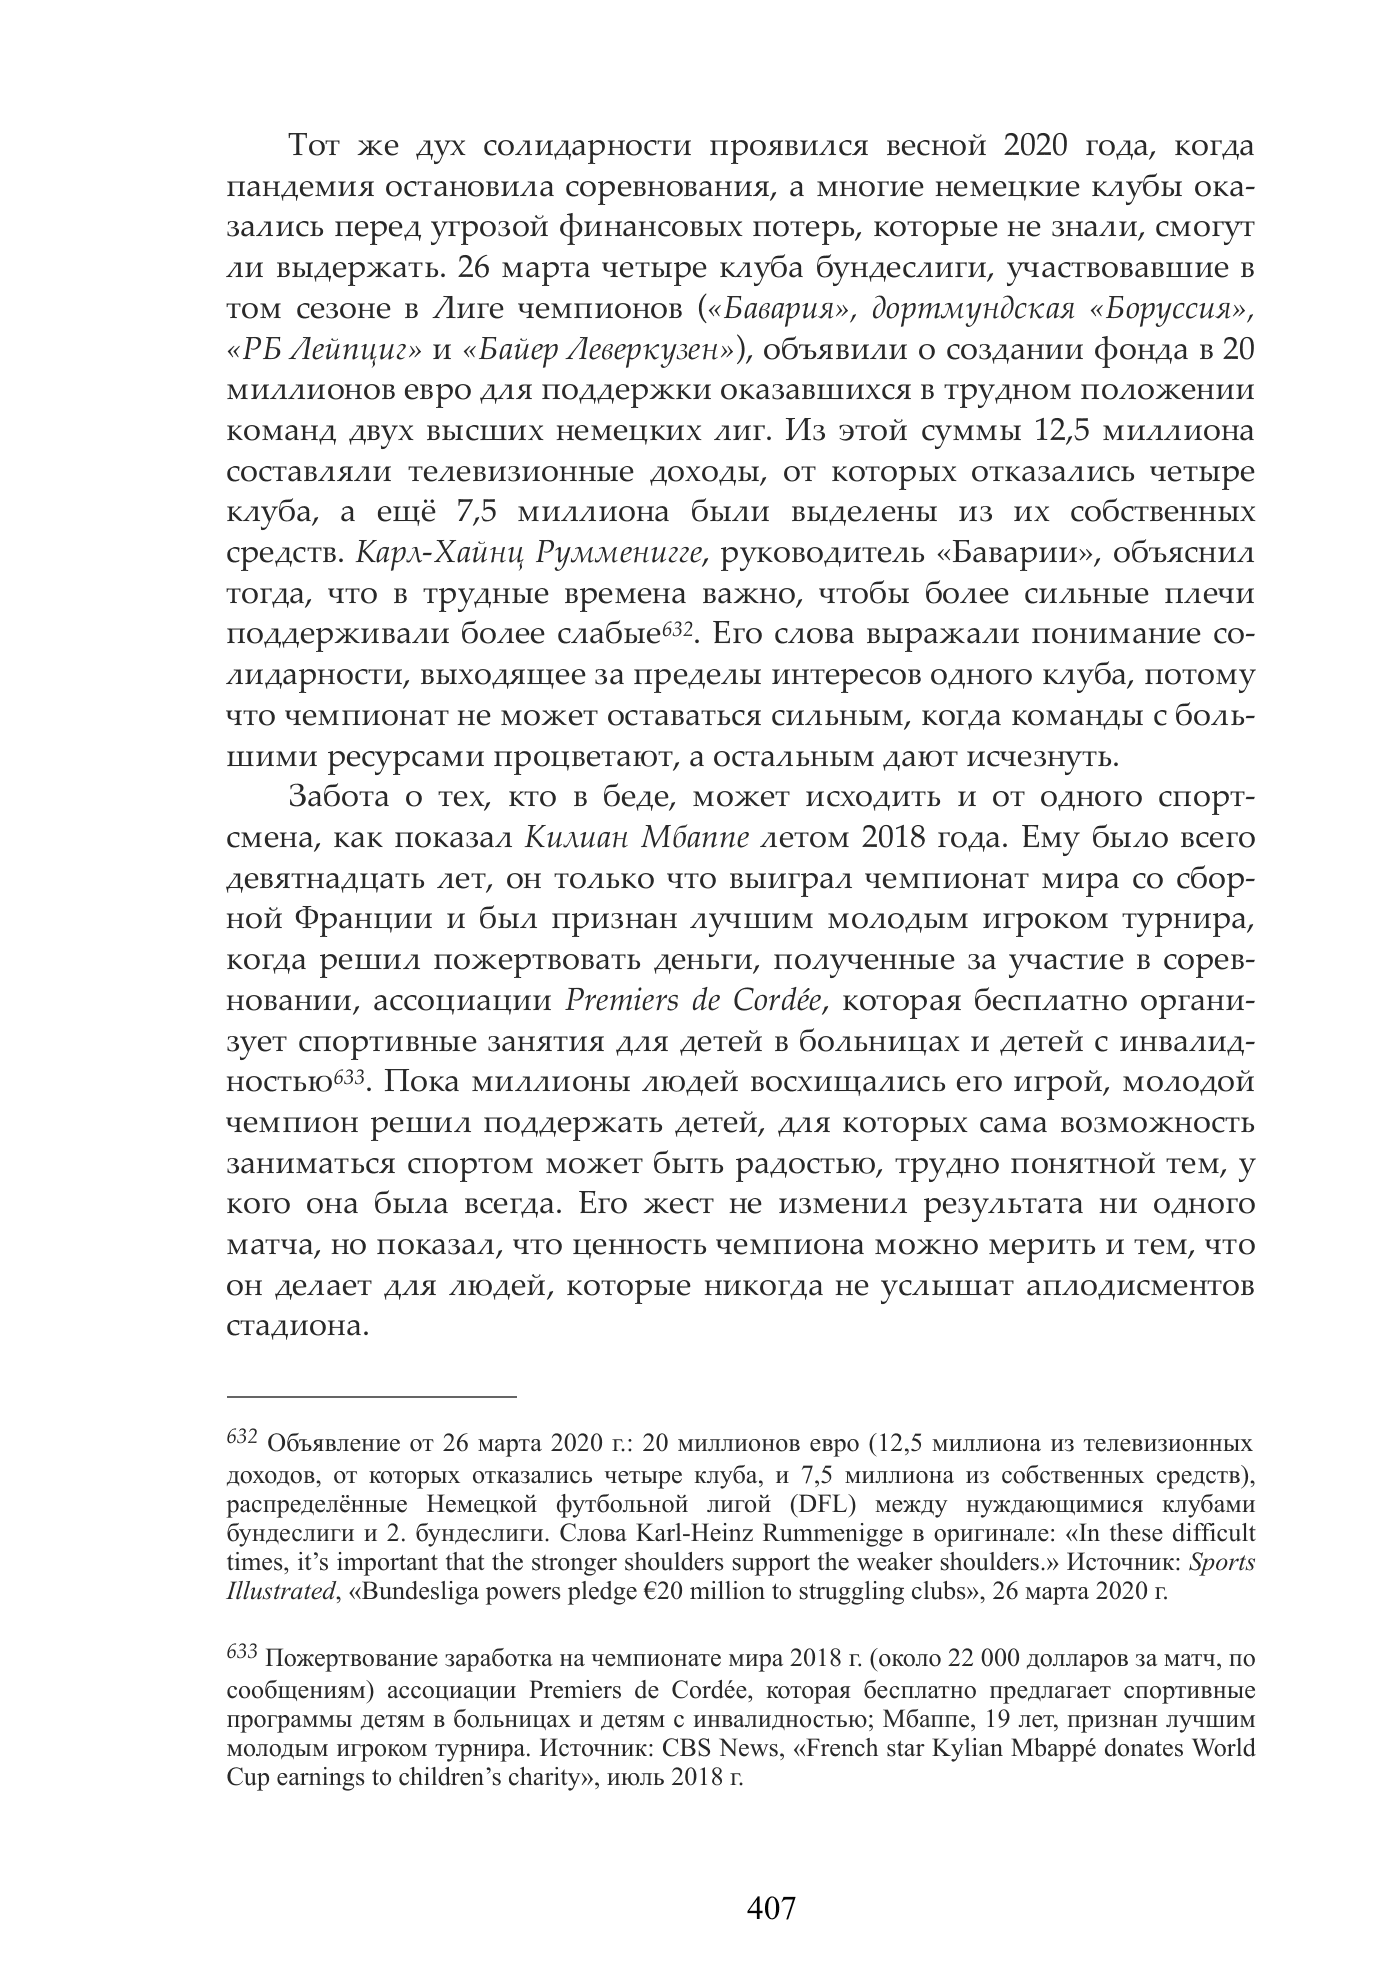 Тот же дух солидарности проявился весной 2020 года, когда
пандемия остановила соревнования, а многие немецкие клубы ока-
зались перед угрозой финансовых потерь, которые не знали, смогут
ли выдержать. 26 марта четыре клуба бундеслиги, участвовавшие в
том сезоне в Лиге чемпионов («Бавария», дортмундская «Боруссия»,
«РБ Лейпциг» и «Байер Леверкузен»), объявили о создании фонда в 20
миллионов евро для поддержки оказавшихся в трудном положении
команд двух высших немецких лиг. Из этой суммы 12,5 миллиона
составляли телевизионные доходы, от которых отказались четыре
клуба, а ещё 7,5 миллиона были выделены из их собственных
средств. Карл-Хайнц Румменигге, руководитель «Баварии», объяснил
тогда, что в трудные времена важно, чтобы более сильные плечи
поддерживали более слабые632. Его слова выражали понимание со-
лидарности, выходящее за пределы интересов одного клуба, потому
что чемпионат не может оставаться сильным, когда команды с боль-
шими ресурсами процветают, а остальным дают исчезнуть.
Забота о тех, кто в беде, может исходить и от одного спорт-
смена, как показал Килиан Мбаппе летом 2018 года. Ему было всего
девятнадцать лет, он только что выиграл чемпионат мира со сбор-
ной Франции и был признан лучшим молодым игроком турнира,
когда решил пожертвовать деньги, полученные за участие в сорев-
новании, ассоциации Premiers de Cordée, которая бесплатно органи-
зует спортивные занятия для детей в больницах и детей с инвалид-
ностью633. Пока миллионы людей восхищались его игрой, молодой
чемпион решил поддержать детей, для которых сама возможность
заниматься спортом может быть радостью, трудно понятной тем, у
кого она была всегда. Его жест не изменил результата ни одного
матча, но показал, что ценность чемпиона можно мерить и тем, что
он делает для людей, которые никогда не услышат аплодисментов
стадиона.
632 Объявление от 26 марта 2020 г.: 20 миллионов евро (12,5 миллиона из телевизионных
доходов, от которых отказались четыре клуба, и 7,5 миллиона из собственных средств),
распределённые Немецкой футбольной лигой (DFL) между нуждающимися клубами
бундеслиги и 2. бундеслиги. Слова Karl-Heinz Rummenigge в оригинале: «In these difficult
times, it’s important that the stronger shoulders support the weaker shoulders.» Источник: Sports
Illustrated, «Bundesliga powers pledge €20 million to struggling clubs», 26 марта 2020 г.
633 Пожертвование заработка на чемпионате мира 2018 г. (около 22 000 долларов за матч, по
сообщениям) ассоциации Premiers de Cordée, которая бесплатно предлагает спортивные
программы детям в больницах и детям с инвалидностью; Мбаппе, 19 лет, признан лучшим
молодым игроком турнира. Источник: CBS News, «French star Kylian Mbappé donates World
Cup earnings to children’s charity», июль 2018 г.
407